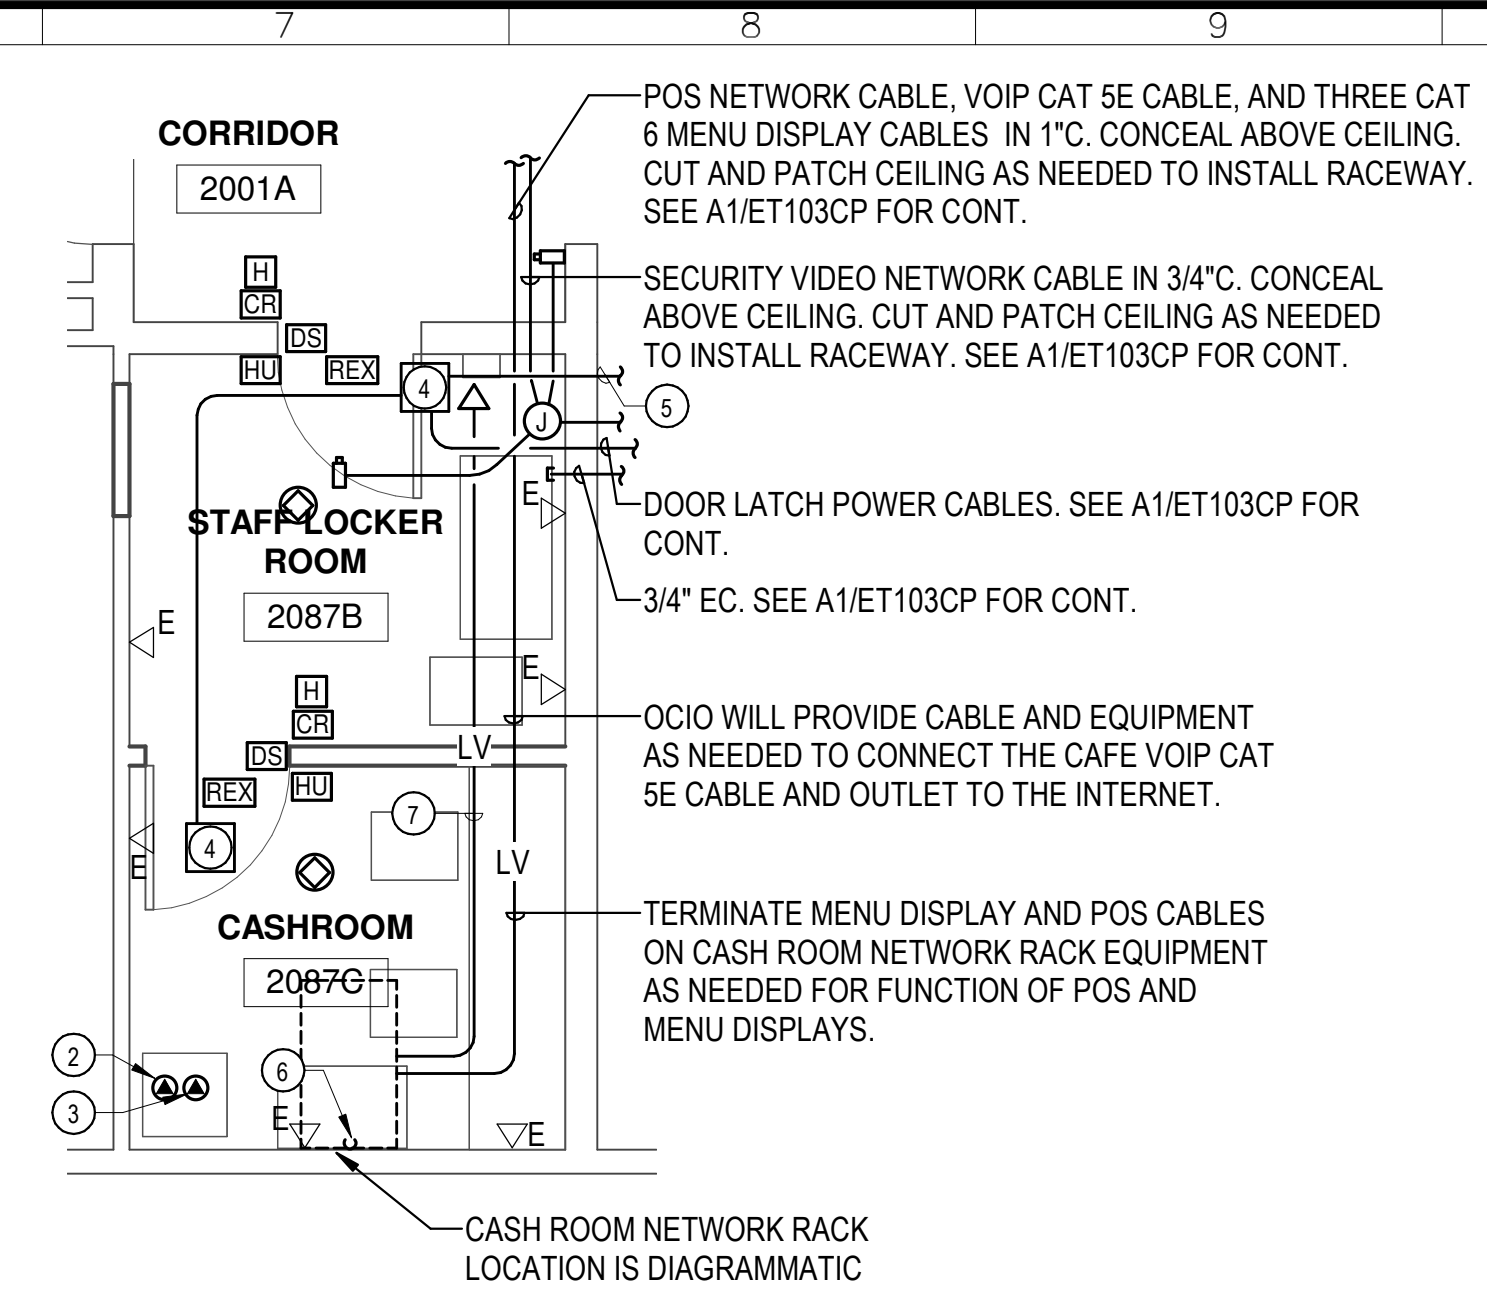 7
8
9
CORRIDOR
2001A
POS NETWORK CABLE, VOIP CAT 5E CABLE, AND THREE CAT
6 MENU DISPLAY CABLES IN 1"C. CONCEAL ABOVE CEILING.
CUT AND PATCH CEILING AS NEEDED TO INSTALL RACEWAY.
SEE A1/ET103CP FOR CONT.
SECURITY VIDEO NETWORK CABLE IN 3/4"C. CONCEAL
ABOVE CEILING. CUT AND PATCH CEILING AS NEEDED
TO INSTALL RACEWAY. SEE A1/ET103CP FOR CONT.
H
CR
DS
HU
REX
4
5
J
E
DOOR LATCH POWER CABLES. SEE A1/ET103CP FOR
CONT.
STAFF LOCKER
ROOM
2087B
3/4" EC. SEE A1/ET103CP FOR CONT.
E
E
H
CR
DS
LV
REX
HU
OCIO WILL PROVIDE CABLE AND EQUIPMENT
AS NEEDED TO CONNECT THE CAFE VOIP CAT
5E CABLE AND OUTLET TO THE INTERNET.
7
4
E
LV
CASHROOM
2087C
TERMINATE MENU DISPLAY AND POS CABLES
ON CASH ROOM NETWORK RACK EQUIPMENT
AS NEEDED FOR FUNCTION OF POS AND
MENU DISPLAYS.
2
6
3
E
E
CASH ROOM NETWORK RACK
LOCATION IS DIAGRAMMATIC